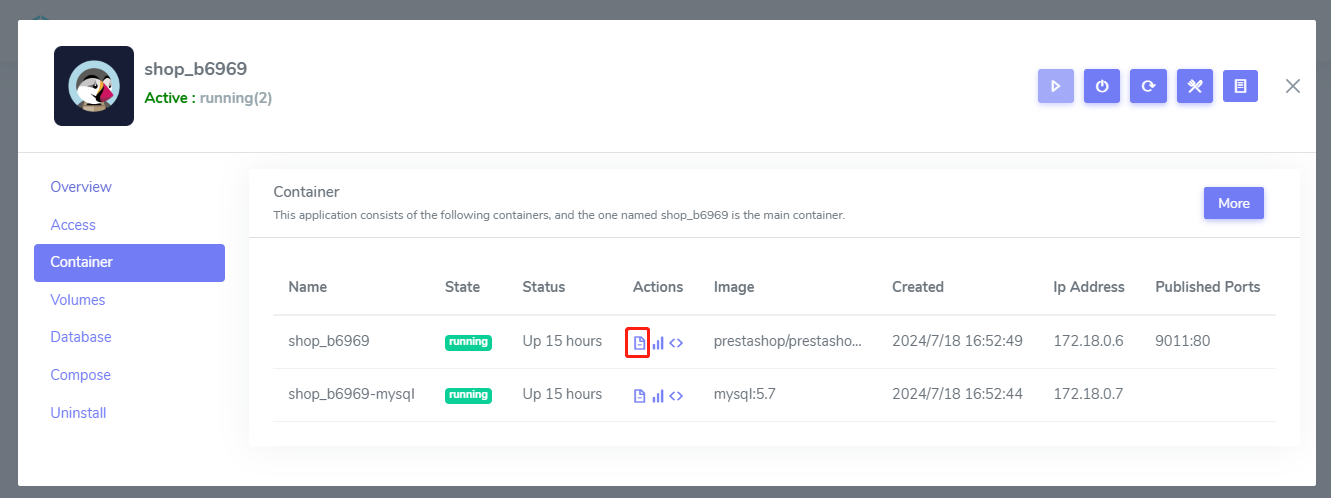 shop_b6969
Active : running(2)
Overview
Access
Container
Volumes
Database
Compose
Uninstall
Container
This application consists of the following containers, and the one named shop_b6969 is the main container.
More
Name State Status Actions Image Created Ip Address Published Ports
shop_b6969 running Up 15 hours prestashop/prestasho... 2024/7/18 16:52:49 172.18.0.6 9011:80
shop_b6969-mysql running Up 15 hours mysql:5.7 2024/7/18 16:52:44 172.18.0.7